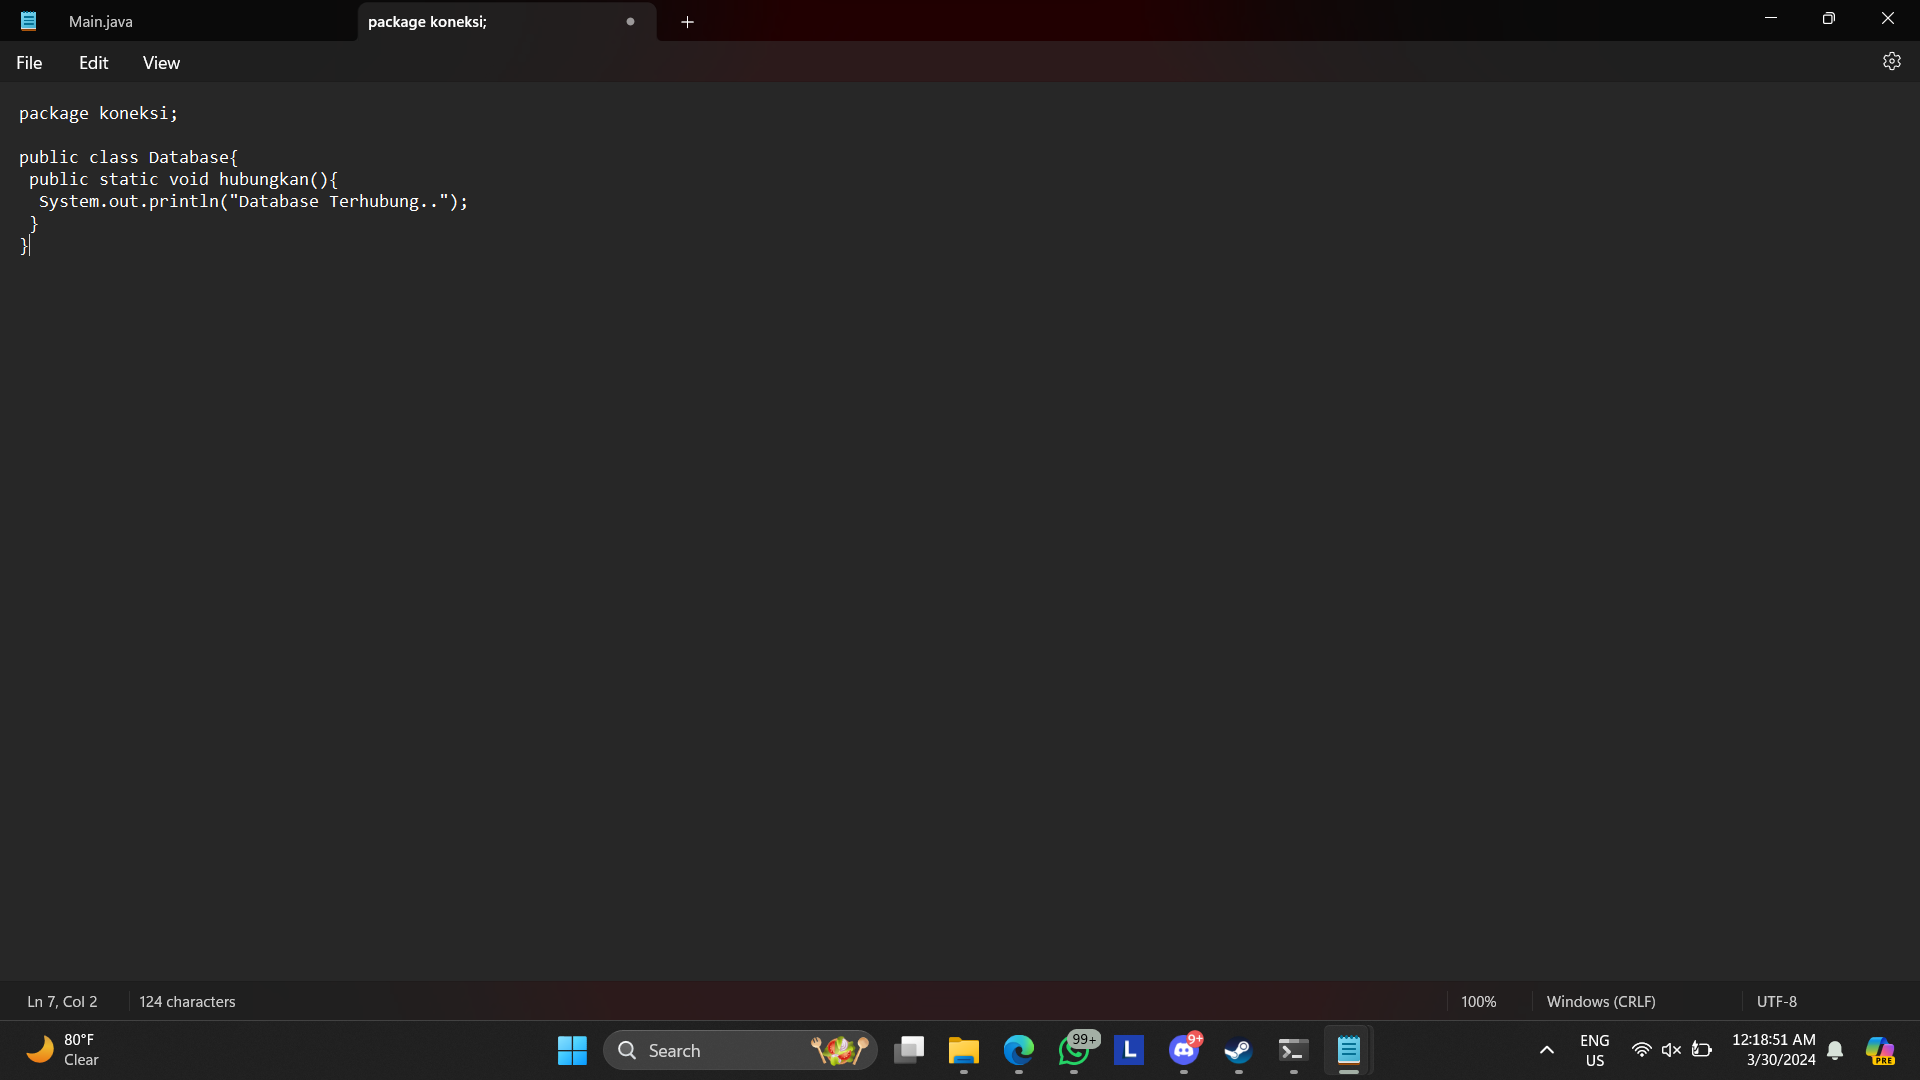 Main.java
package koneksi;
File Edit View
package koneksi;
public class Database{
public static void hubungkan(){
System.out.println("Database Terhubung..");
}
}
Ln 7, Col 2 124 characters 100% Windows (CRLF) UTF-8
80°F
Clear
Search
99+
L
9+
ENG
US
12:18:51 AM
3/30/2024
PRE